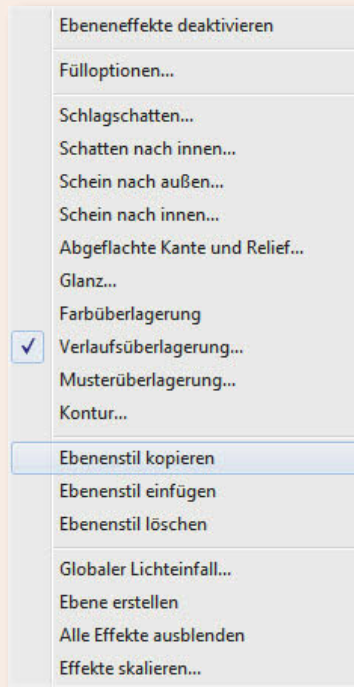 Ebeneneffekte deaktivieren
Fülloptionen...
Schlagschatten...
Schatten nach innen...
Schein nach außen...
Schein nach innen...
Abgeflachte Kante und Relief...
Glanz...
Farbüberlagerung
Verlaufsüberlagerung...
Musterüberlagerung...
Kontur...
Ebenenstil kopieren
Ebenenstil einfügen
Ebenenstil löschen
Globaler Lichteinfall...
Ebene erstellen
Alle Effekte ausblenden
Effekte skalieren...